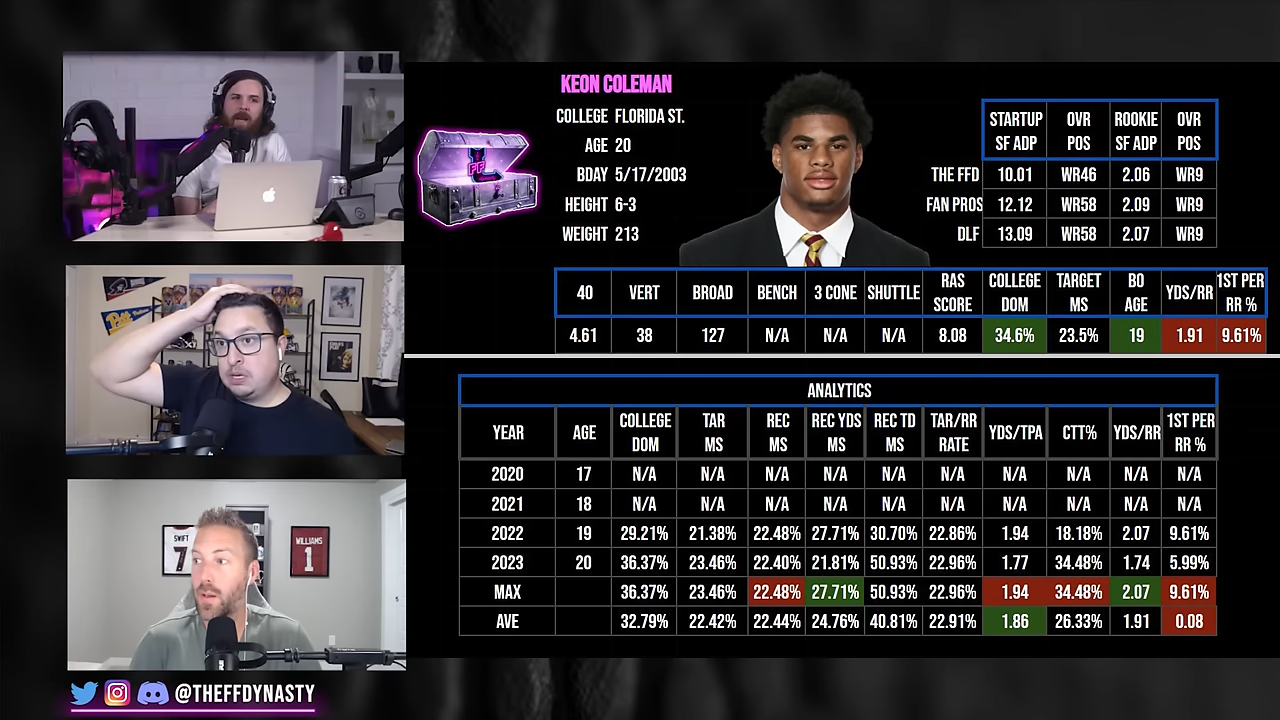 KEON COLEMAN
COLLEGE FLORIDA ST.
AGE 20
BDAY 5/17/2003
HEIGHT 6-3
WEIGHT 213
FF
STARTUP SF ADP OVR POS ROOKIE SF ADP OVR POS
THE FFD 10.01 WR46 2.06 WR9
FAN PROS 12.12 WR58 2.09 WR9
DLF 13.09 WR58 2.07 WR9
40 VERT BROAD BENCH 3 CONE SHUTTLE RAS SCORE COLLEGE DOM TARGET MS BO AGE YDS/RR 1ST PER RR %
4.61 38 127 N/A N/A N/A 8.08 34.6% 23.5% 19 1.91 9.61%
ANALYTICS
YEAR AGE COLLEGE DOM TAR MS REC MS REC YDS MS REC TD MS TAR/RR RATE YDS/TPA CTT% YDS/RR 1ST PER RR %
2020 17 N/A N/A N/A N/A N/A N/A N/A N/A N/A N/A
2021 18 N/A N/A N/A N/A N/A N/A N/A N/A N/A N/A
2022 19 29.21% 21.38% 22.48% 27.71% 30.70% 22.86% 1.94 18.18% 2.07 9.61%
2023 20 36.37% 23.46% 22.40% 21.81% 50.93% 22.96% 1.77 34.48% 1.74 5.99%
MAX 36.37% 23.46% 22.48% 27.71% 50.93% 22.96% 1.94 34.48% 2.07 9.61%
AVE 32.79% 22.42% 22.44% 24.76% 40.81% 22.91% 1.86 26.33% 1.91 0.08
Pitt
SWIFT
7
WILLIAMS
1
@THEFFDYNASTY